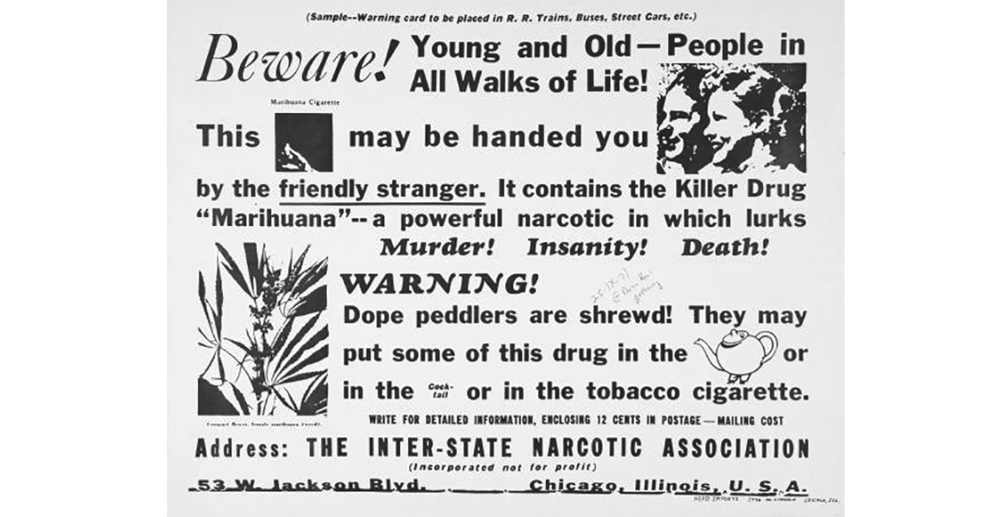 (Sample--Warning card to be placed in R. R. Trains, Buses, Street Cars, etc.)
Beware! Young and Old—People in
All Walks of Life!
Marihuana Cigarette
This may be handed you
by the friendly stranger. It contains the Killer Drug
“Marihuana”--a powerful narcotic in which lurks
Murder! Insanity! Death!
WARNING!
Dope peddlers are shrewd! They may
put some of this drug in the or
in the Cock-
tail or in the tobacco cigarette.
WRITE FOR DETAILED INFORMATION, ENCLOSING 12 CENTS IN POSTAGE—MAILING COST
Address: THE INTER-STATE NARCOTIC ASSOCIATION
(Incorporated not for profit)
53 W. Jackson Blvd. Chicago, Illinois, U. S. A.